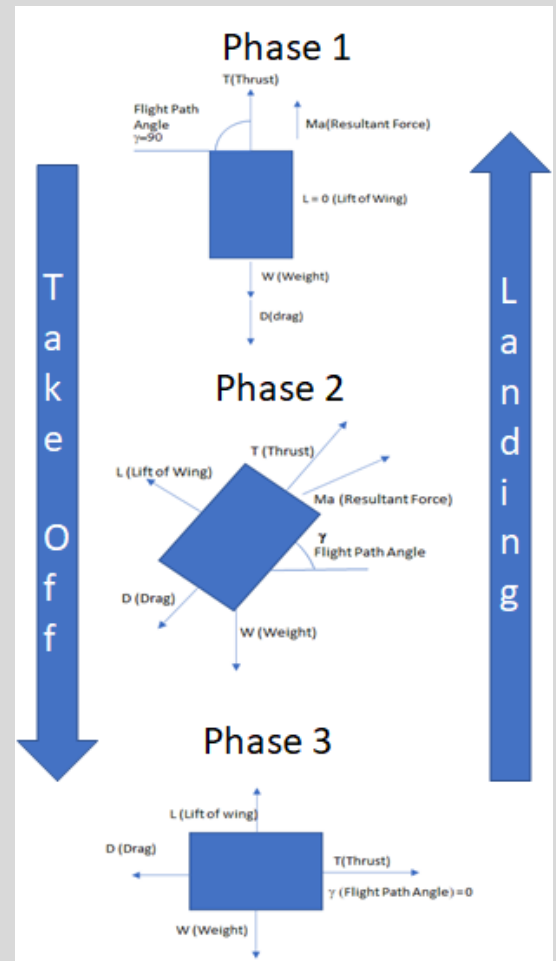 Phase 1
T(Thrust)
Flight Path
Angle
γ=90
Ma(Resultant Force)
L = 0 (Lift of Wing)
W (Weight)
D(drag)
Take Off
Landing
Phase 2
T (Thrust)
L (Lift of Wing)
Ma (Resultant Force)
γ
Flight Path Angle
D (Drag)
W (Weight)
Phase 3
L (Lift of wing)
D (Drag)
T(Thrust)
γ (Flight Path Angle)=0
W (Weight)